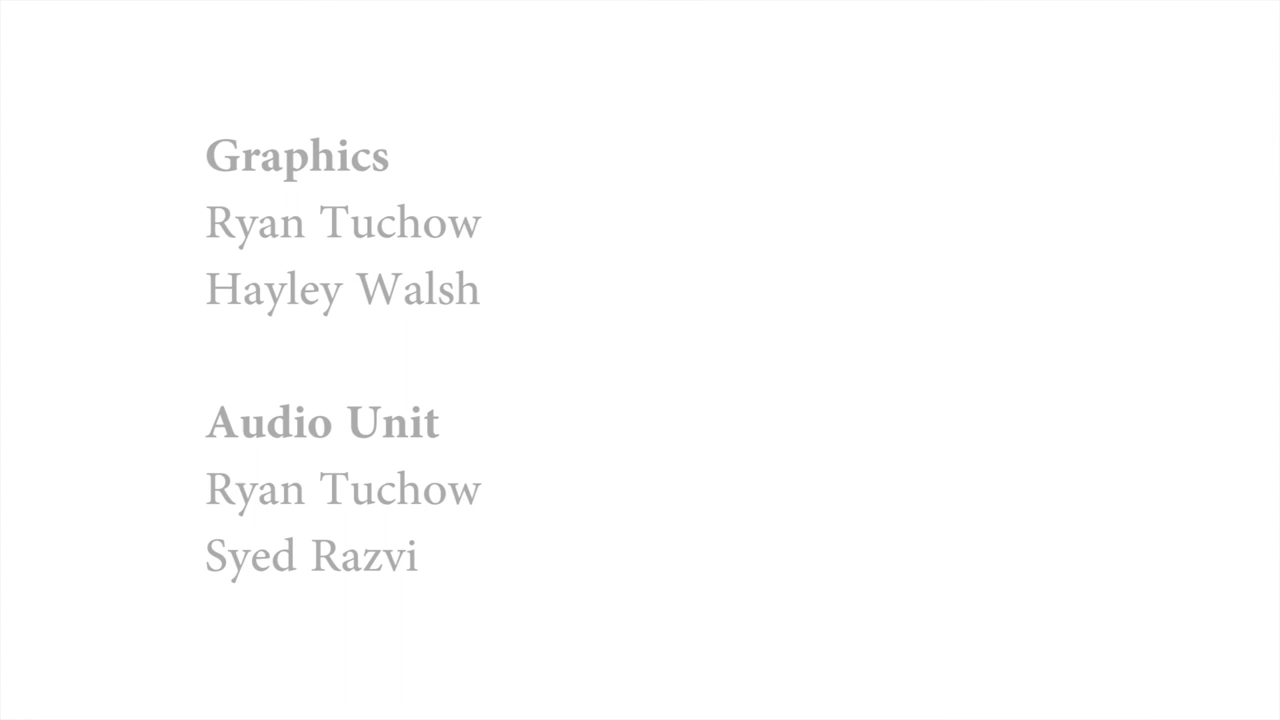 Graphics
Ryan Tuchow
Hayley Walsh
Audio Unit
Ryan Tuchow
Syed Razvi